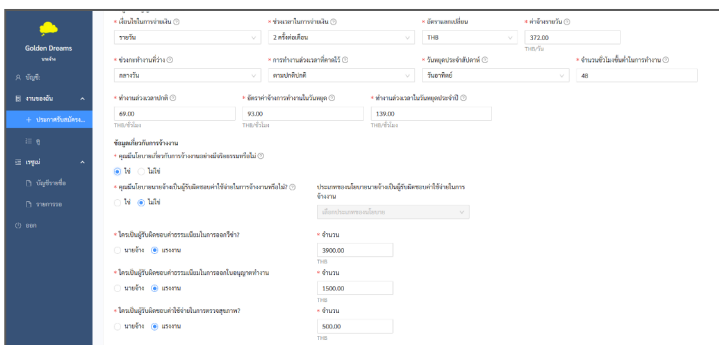 Golden Dreams
นายจ้าง
บัญชี
งานของฉัน
+ ประกาศรับสมัครง...
ดู
เรซูเม่
บัญชีรายชื่อ
รายการรอ
ออก
* เงื่อนไขในการจ่ายเงิน
* ช่วงเวลาในการจ่ายเงิน
* อัตราแลกเปลี่ยน
* ค่าจ้างรายวัน
รายวัน
2 ครั้งต่อเดือน
THB
372.00
THB/วัน
* ช่วงกะทำงานที่ว่าง
* การทำงานล่วงเวลาที่คาดไว้
* วันหยุดประจำสัปดาห์
* จำนวนชั่วโมงขั้นต่ำในการทำงาน
กลางวัน
ตามปกติปกติ
วันอาทิตย์
48
* ทำงานล่วงเวลาปกติ
* อัตราค่าจ้างการทำงานในวันหยุด
* ทำงานล่วงเวลาในวันหยุดประจำปี
69.00
93.00
139.00
THB/ชั่วโมง
THB/ชั่วโมง
THB/ชั่วโมง
ข้อมูลเกี่ยวกับการจ้างงาน
* คุณมีนโยบายเกี่ยวกับการจ้างงานอย่างมีจริยธรรมหรือไม่
ใช่ ไม่ใช่
* คุณมีนโยบายนายจ้างเป็นผู้รับผิดชอบค่าใช้จ่ายในการจ้างงานหรือไม่?
ประเภทของนโยบายนายจ้างเป็นผู้รับผิดชอบค่าใช้จ่ายในการจ้างงาน
ใช่ ไม่ใช่
เลือกประเภทของนโยบาย
* ใครเป็นผู้รับผิดชอบค่าธรรมเนียมในการออกวีซ่า?
* จำนวน
นายจ้าง แรงงาน
3900.00
THB
* ใครเป็นผู้รับผิดชอบค่าธรรมเนียมในการออกใบอนุญาตทำงาน
* จำนวน
นายจ้าง แรงงาน
1500.00
THB
* ใครเป็นผู้รับผิดชอบค่าใช้จ่ายในการตรวจสุขภาพ?
* จำนวน
นายจ้าง แรงงาน
500.00
THB